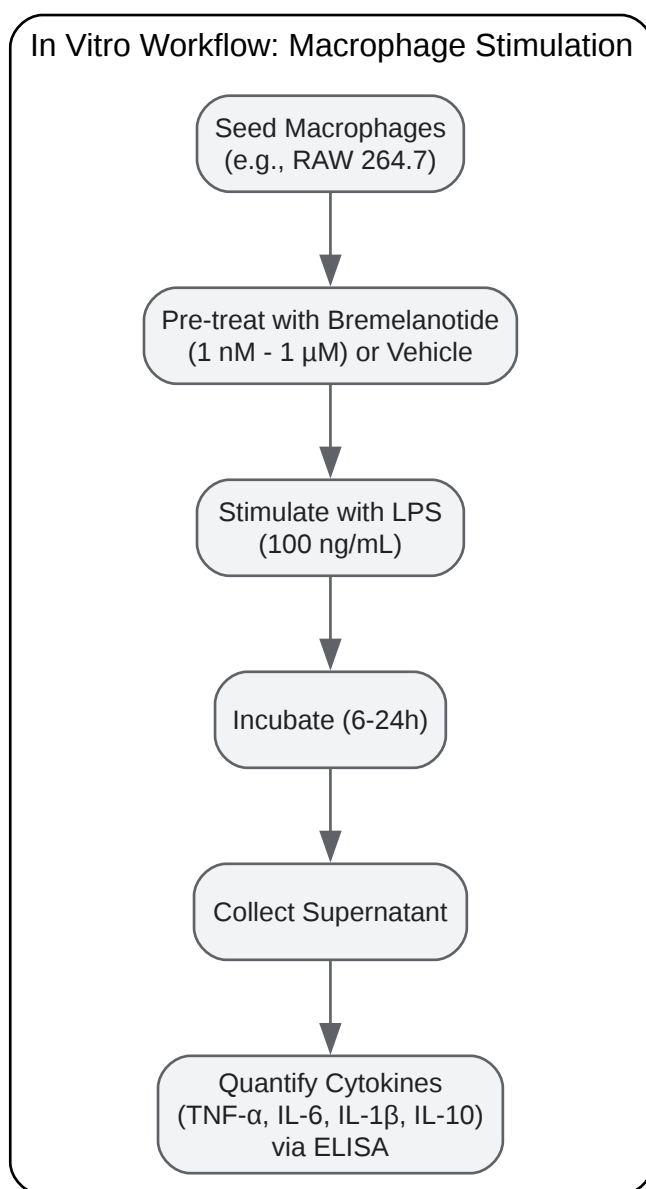 In Vitro Workflow: Macrophage Stimulation
Seed Macrophages
(e.g., RAW 264.7)
Pre-treat with Bremelanotide
(1 nM - 1 µM) or Vehicle
Stimulate with LPS
(100 ng/mL)
Incubate (6-24h)
Collect Supernatant
Quantify Cytokines
(TNF-α, IL-6, IL-1β, IL-10)
via ELISA